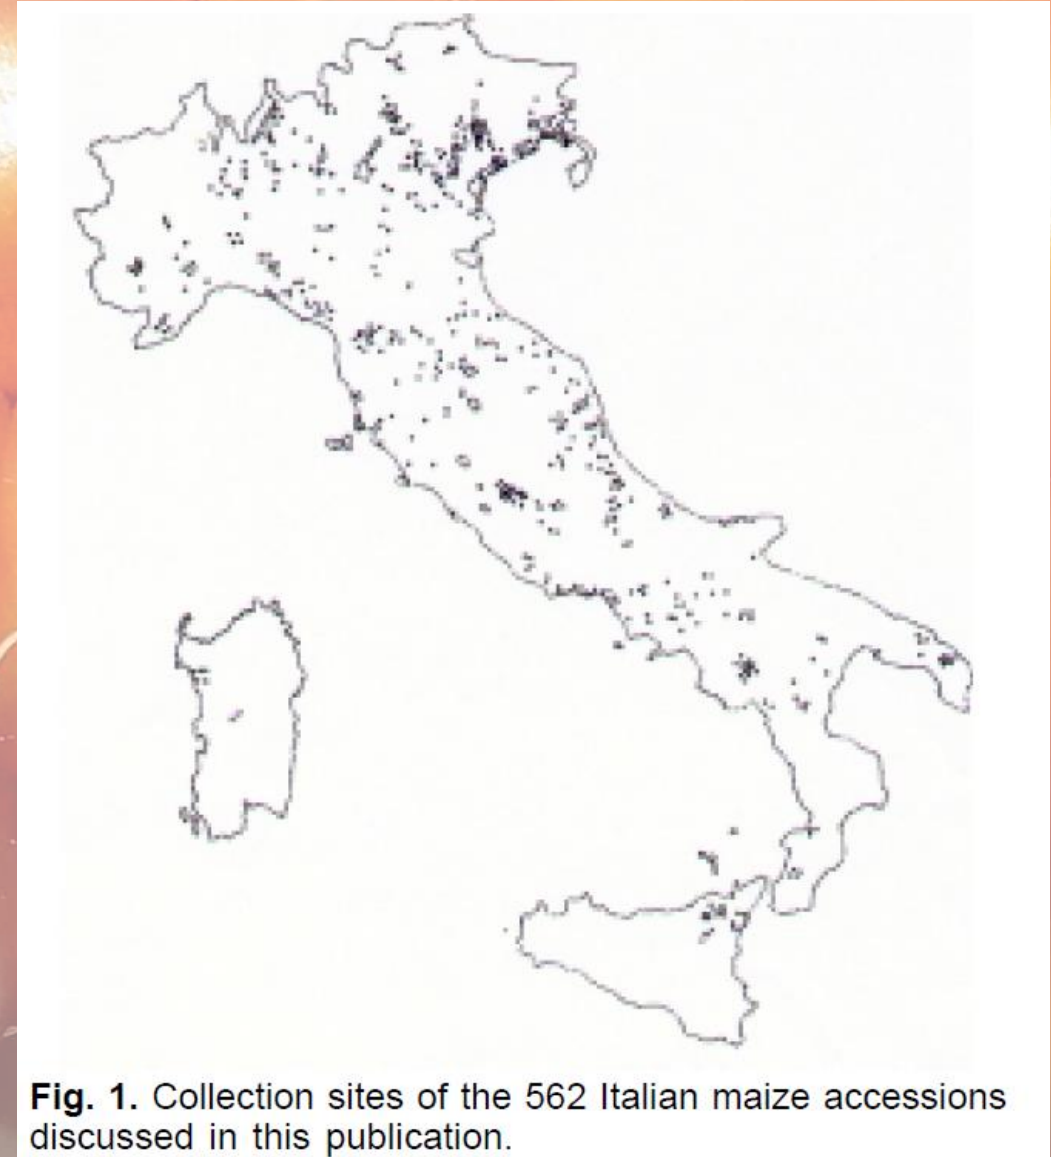 Fig. 1. Collection sites of the 562 Italian maize accessions
discussed in this publication.